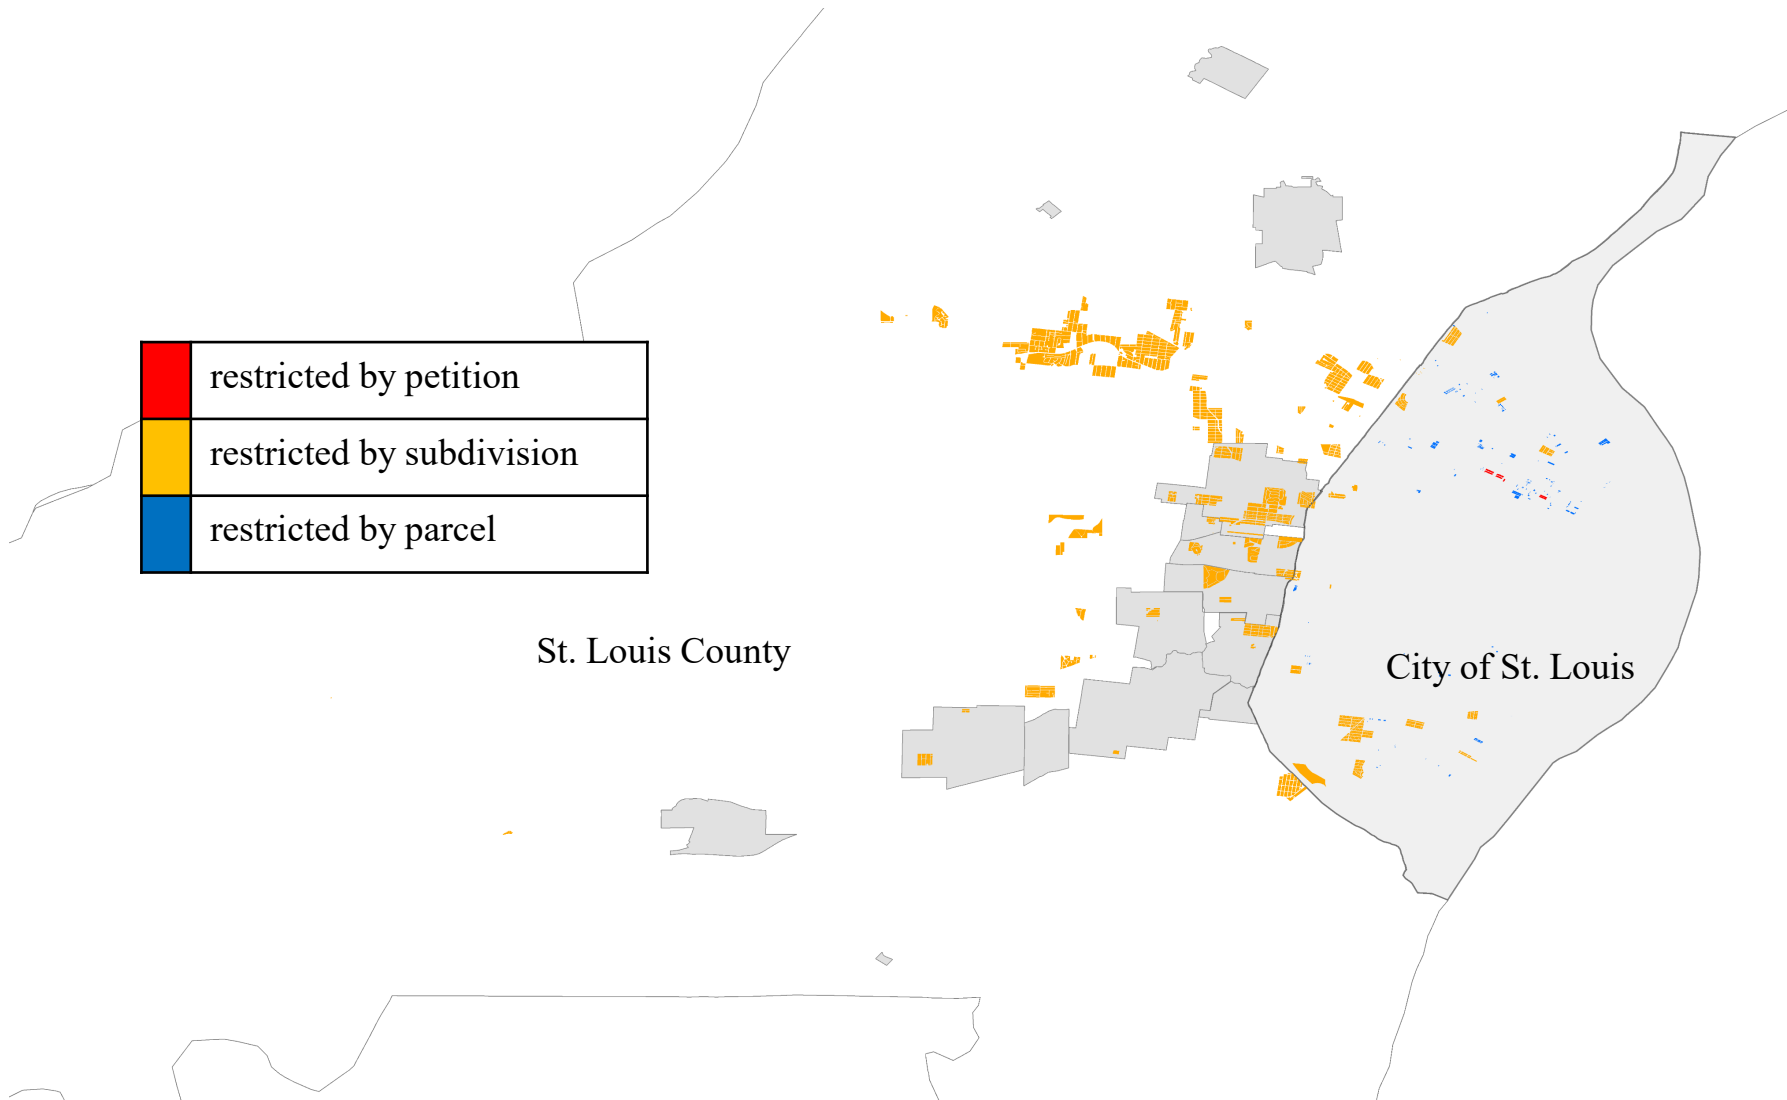 restricted by petition
restricted by subdivision
restricted by parcel
St. Louis County
City of St. Louis